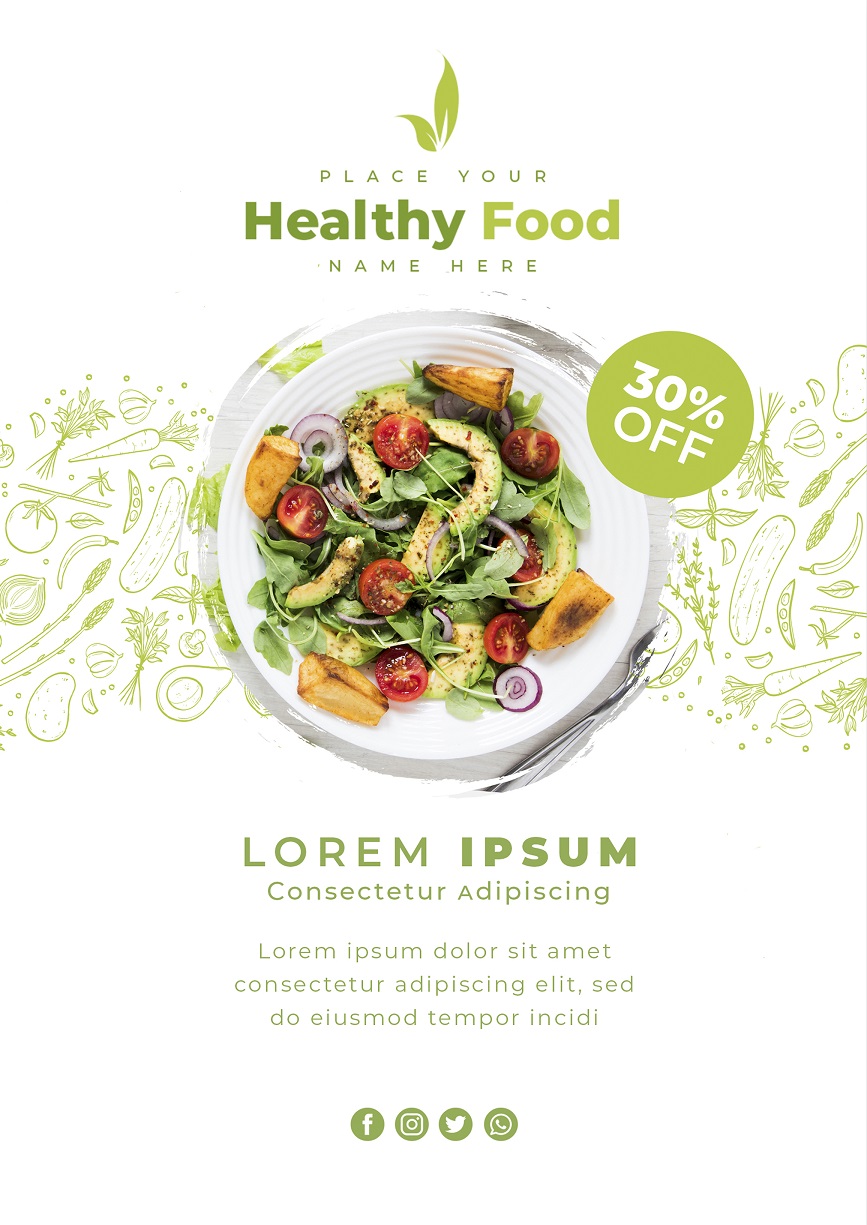 PLACE YOUR
Healthy Food
NAME HERE
30%
OFF
LOREM IPSUM
Consectetur Adipiscing
Lorem ipsum dolor sit amet
consectetur adipiscing elit, sed
do eiusmod tempor incidi